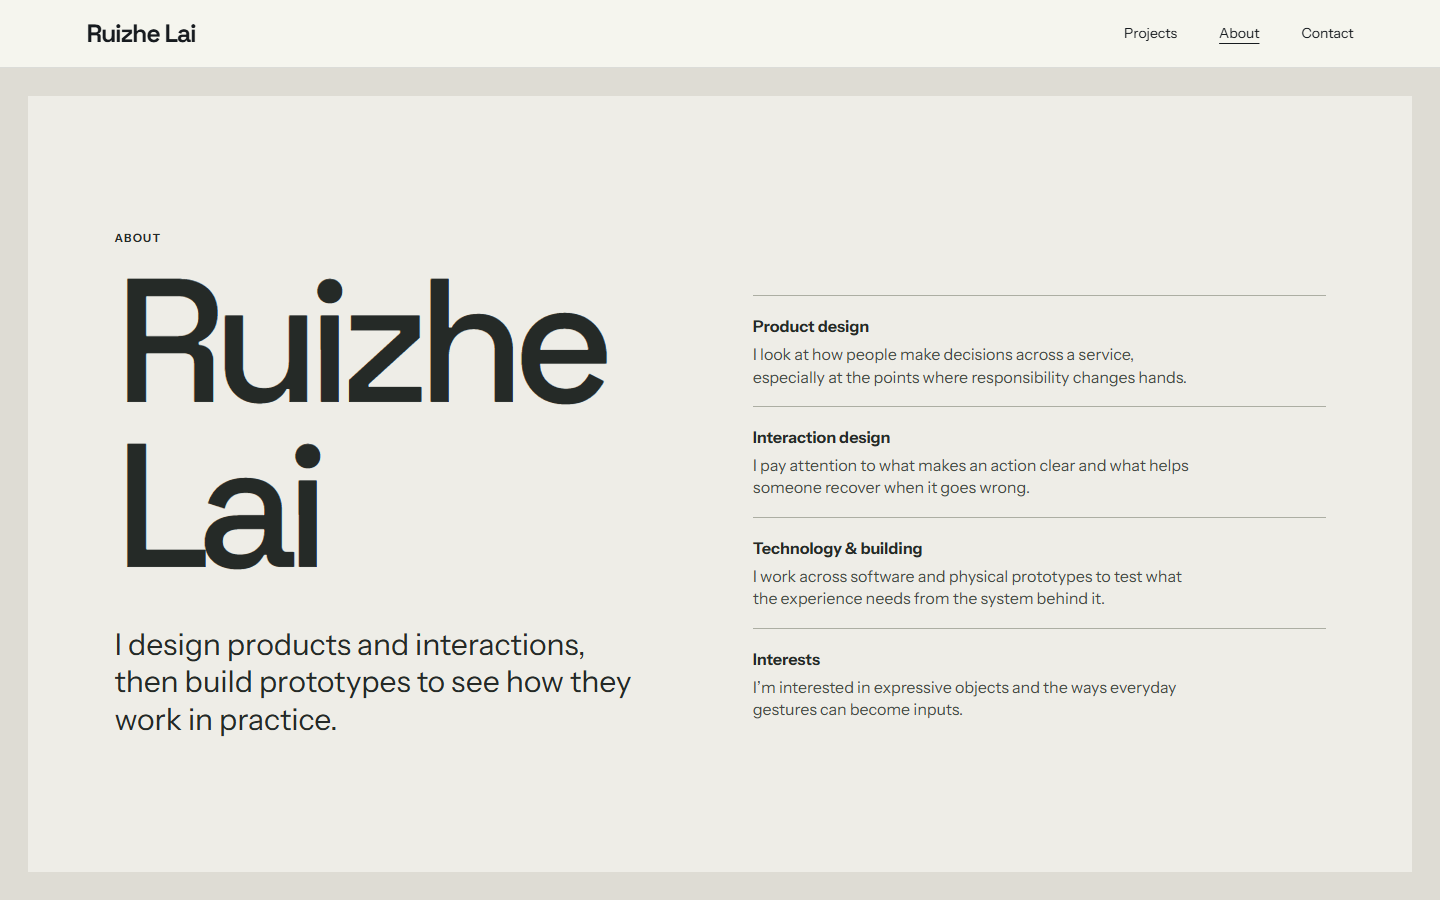 Ruizhe Lai
Projects
About
Contact
ABOUT
Ruizhe
Lai
I design products and interactions,
then build prototypes to see how they
work in practice.
Product design
I look at how people make decisions across a service,
especially at the points where responsibility changes hands.
Interaction design
I pay attention to what makes an action clear and what helps
someone recover when it goes wrong.
Technology & building
I work across software and physical prototypes to test what
the experience needs from the system behind it.
Interests
I’m interested in expressive objects and the ways everyday
gestures can become inputs.